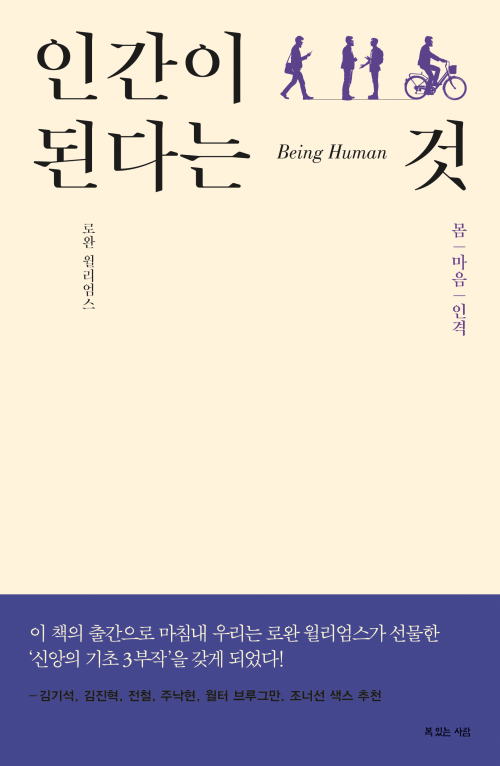 인간이
된다는 Being Human 것
로완 윌리엄스
몸 | 마음 | 인격
이 책의 출간으로 마침내 우리는 로완 윌리엄스가 선물한
‘신앙의 기초 3부작’을 갖게 되었다!
– 김기석, 김진혁, 전철, 주낙현, 월터 브루그만, 조너선 색스 추천
복 있는 사람